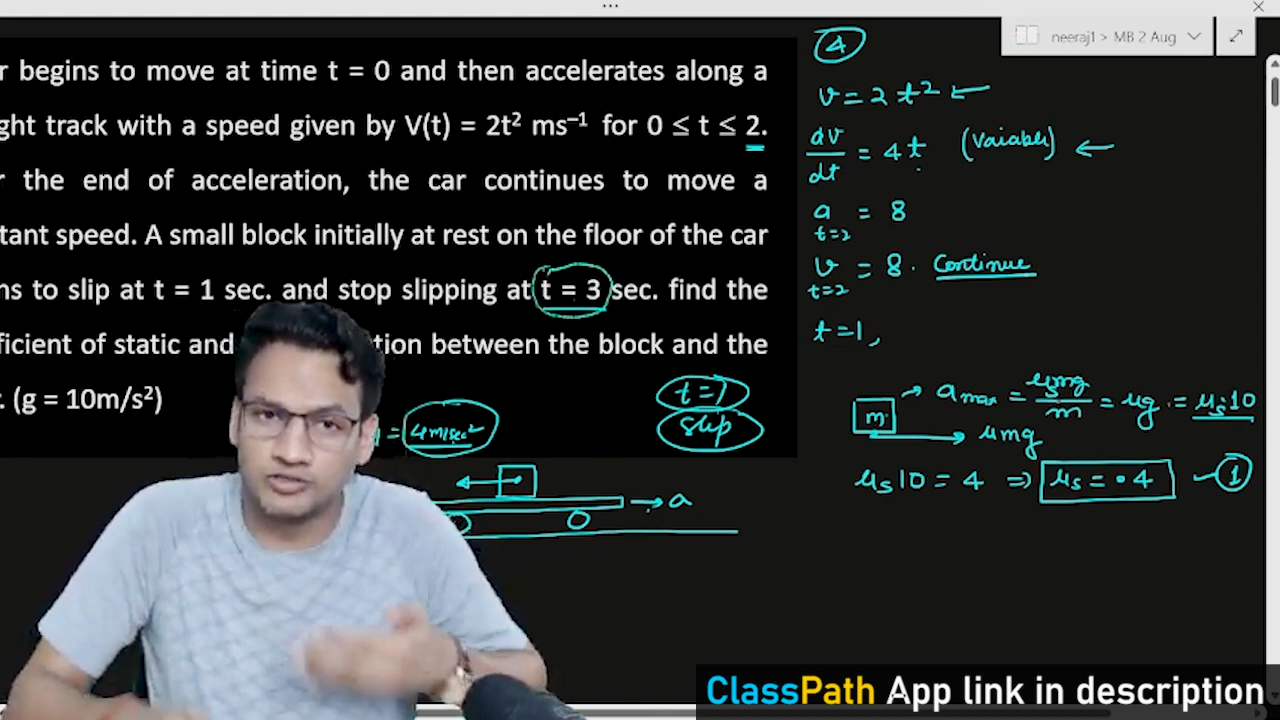 neeraj1 > MB 2 Aug
r begins to move at time t = 0 and then accelerates along a
ght track with a speed given by V(t) = 2t² ms⁻¹ for 0 ≤ t ≤ 2.
r the end of acceleration, the car continues to move a
tant speed. A small block initially at rest on the floor of the car
ns to slip at t = 1 sec. and stop slipping at t = 3 sec. find the
ficient of static and tion between the block and the
. (g = 10m/s²)
= 4m/sec²
t=1
slip
→ a
4
v = 2 t² ←
dv/dt = 4t (Vaiables) ←
a t=2 = 8
v t=2 = 8. Continue
t=1,
m → a max = μsmg/m = μg = μs10
→ μmg
μs10 = 4 ⇒ μs = .4 - 1
ClassPath App link in description